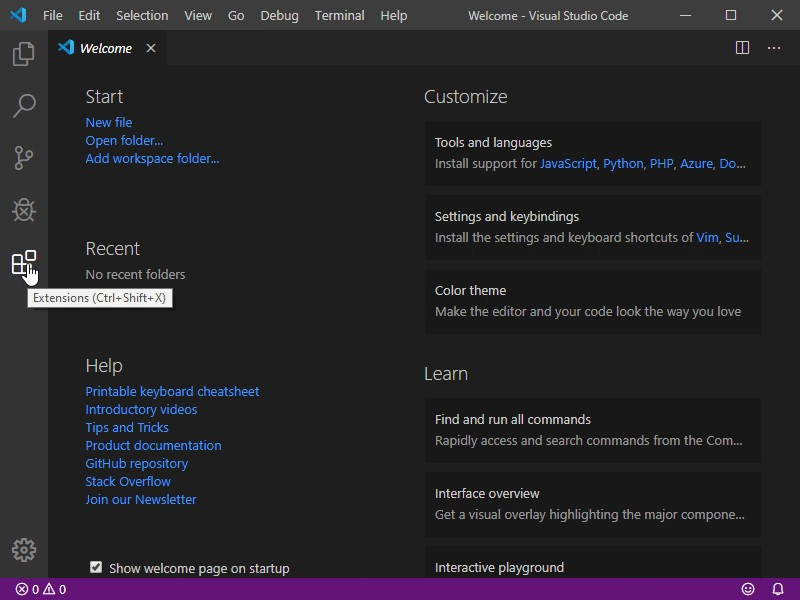 File Edit Selection View Go Debug Terminal Help Welcome - Visual Studio Code
Welcome
Start
New file
Open folder...
Add workspace folder...
Recent
No recent folders
Extensions (Ctrl+Shift+X)
Help
Printable keyboard cheatsheet
Introductory videos
Tips and Tricks
Product documentation
GitHub repository
Stack Overflow
Join our Newsletter
Show welcome page on startup
Customize
Tools and languages
Install support for JavaScript, Python, PHP, Azure, Do...
Settings and keybindings
Install the settings and keyboard shortcuts of Vim, Su...
Color theme
Make the editor and your code look the way you love
Learn
Find and run all commands
Rapidly access and search commands from the Com...
Interface overview
Get a visual overlay highlighting the major compone...
Interactive playground
0 0